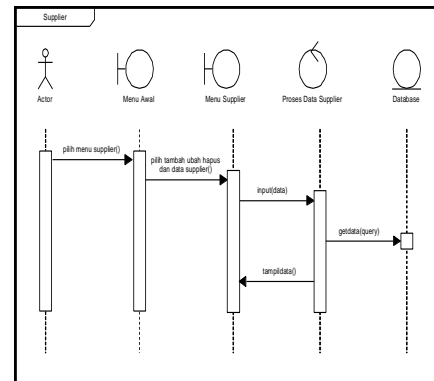 Supplier
Actor
Menu Awal
Menu Supplier
Proses Data Supplier
Database
pilih menu supplier()
pilih tambah ubah hapus
dan data supplier()
input(data)
getdata(query)
tampildata()